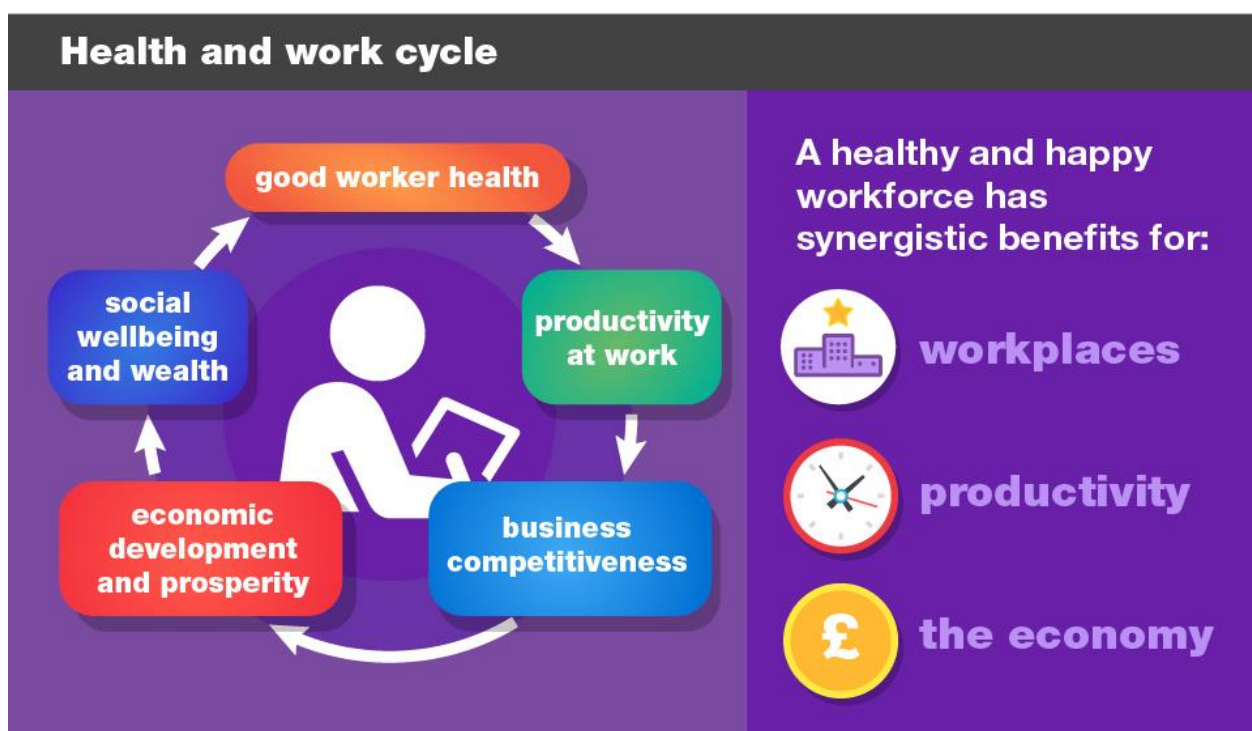 Health and work cycle
good worker health
productivity
at work
business
competitiveness
economic
development
and prosperity
social
wellbeing
and wealth
A healthy and happy
workforce has
synergistic benefits for:
workplaces
productivity
£
the economy